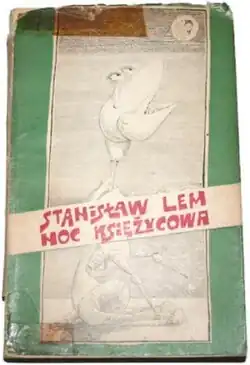 STANISŁAW LEM
NOC KSIĘŻYCOWA